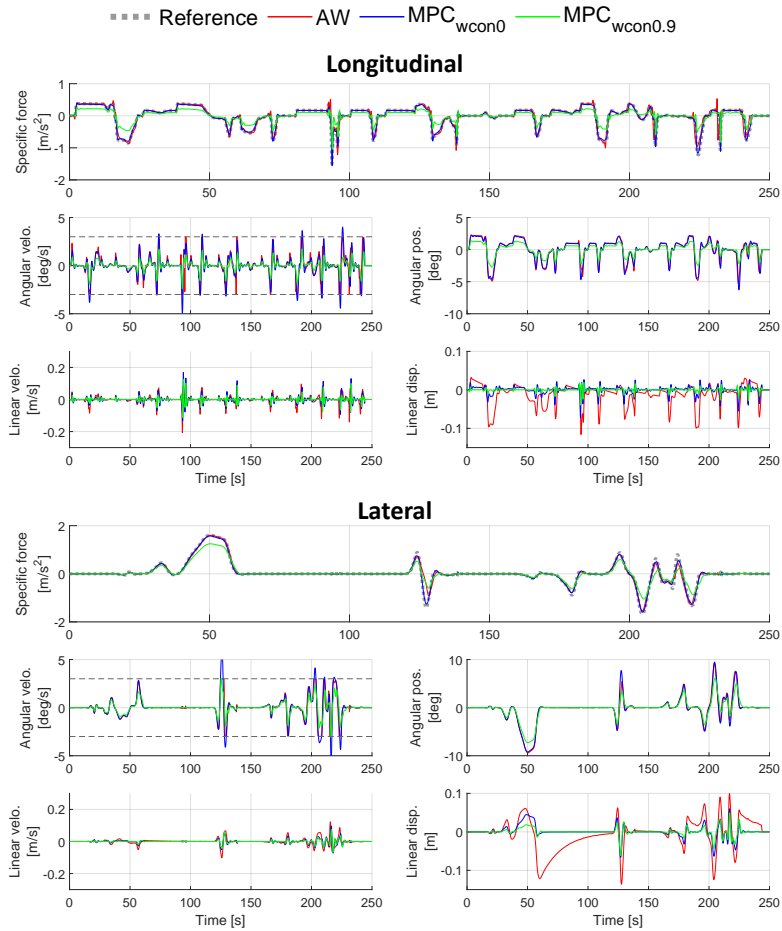 Reference AW MPC_wcon0 MPC_wcon0.9
Longitudinal
Specific force
[m/s²]
1
0
-1
-2
0 50 100 150 200 250
Angular velo.
[deg/s]
5
0
-5
0 50 100 150 200 250
Angular pos.
[deg]
5
0
-5
-10
0 50 100 150 200 250
Linear velo.
[m/s]
0.2
0
-0.2
0 50 100 150 200 250
Time [s]
Linear disp.
[m]
0.1
0
-0.1
0 50 100 150 200 250
Time [s]
Lateral
Specific force
[m/s²]
2
0
-2
0 50 100 150 200 250
Angular velo.
[deg/s]
5
0
-5
0 50 100 150 200 250
Angular pos.
[deg]
10
0
-10
0 50 100 150 200 250
Linear velo.
[m/s]
0.2
0
-0.2
0 50 100 150 200 250
Time [s]
Linear disp.
[m]
0.1
0
-0.1
0 50 100 150 200 250
Time [s]